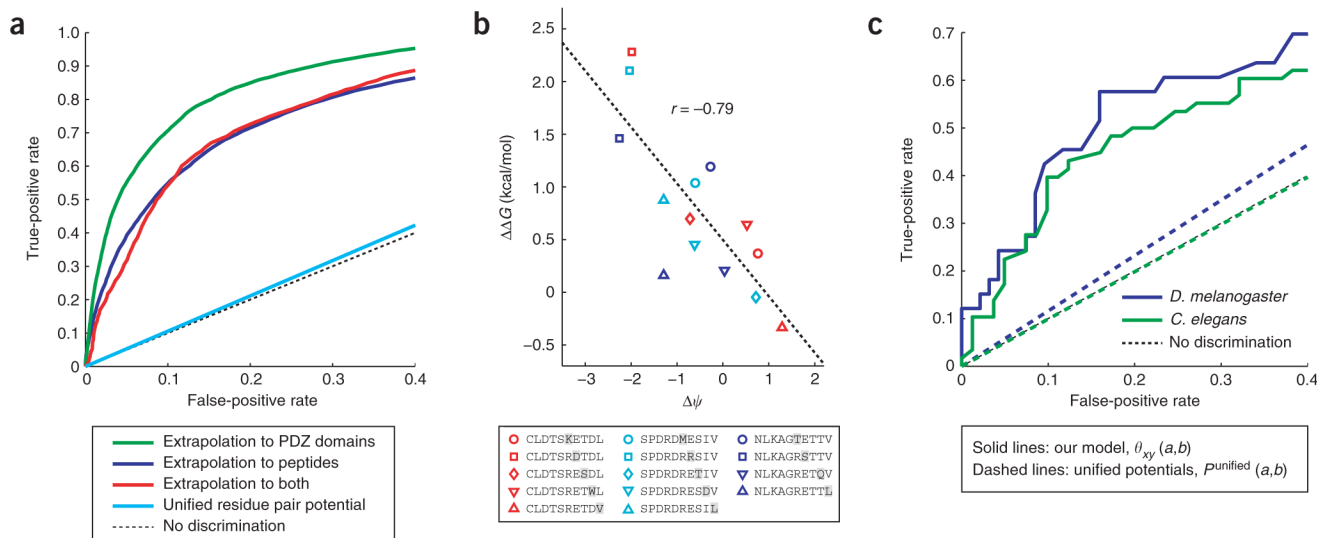 a
1.0
0.9
0.8
0.7
0.6
0.5
0.4
0.3
0.2
0.1
0
True-positive rate
0
0.1
0.2
0.3
0.4
False-positive rate
Extrapolation to PDZ domains
Extrapolation to peptides
Extrapolation to both
Unified residue pair potential
No discrimination
b
2.5
2.0
1.5
1.0
0.5
0
−0.5
ΔΔG (kcal/mol)
r = −0.79
−3
−2
−1
0
1
2
Δψ
CLDTSKETDL SPDRDMESIV NLKAGTETTV
CLDTSRDTDL SPDRDRRSIV NLKAGRSTTV
CLDTSRESDL SPDRDRETIV NLKAGRETQV
CLDTSRETWL SPDRDRESDV NLKAGRETTL
CLDTSRETDV SPDRDRESIL
c
0.7
0.6
0.5
0.4
0.3
0.2
0.1
0
True-positive rate
D. melanogaster
C. elegans
No discrimination
0
0.1
0.2
0.3
0.4
False-positive rate
Solid lines: our model, θxy (a,b)
Dashed lines: unified potentials, Punified (a,b)